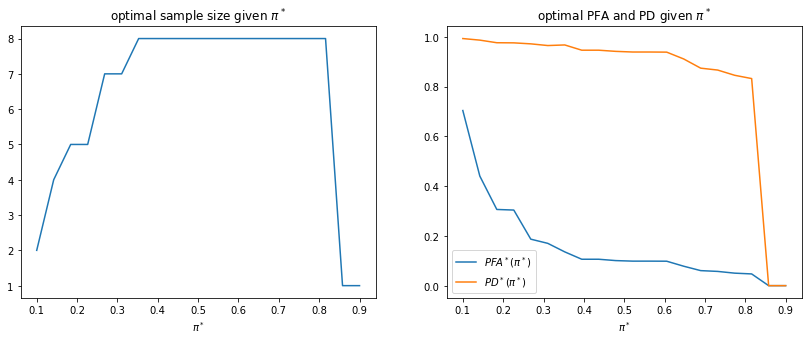 optimal sample size given π*
8
7
6
5
4
3
2
1
0.1 0.2 0.3 0.4 0.5 0.6 0.7 0.8 0.9
π*
optimal PFA and PD given π*
1.0
0.8
0.6
0.4
0.2
0.0
PFA*(π*)
PD*(π*)
0.1 0.2 0.3 0.4 0.5 0.6 0.7 0.8 0.9
π*